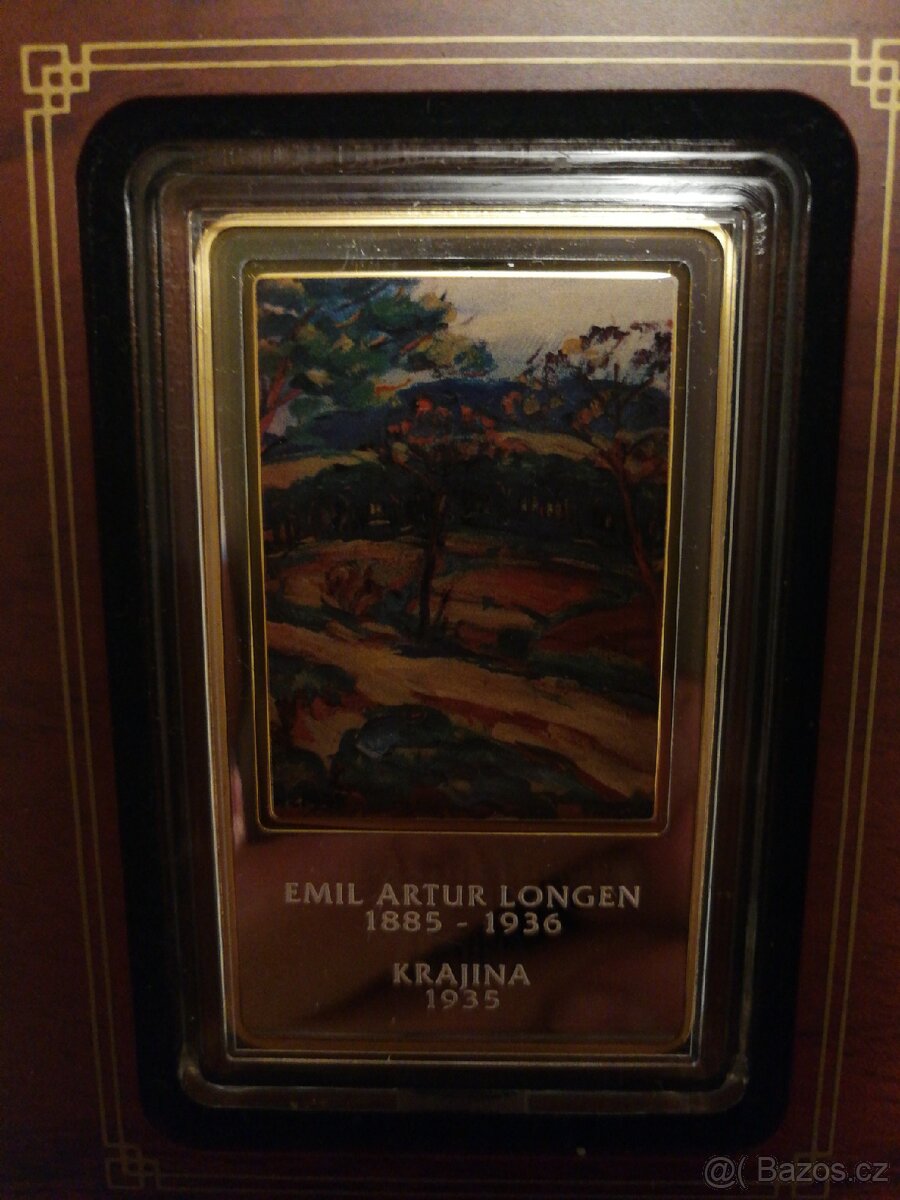 EMIL ARTUR LONGEN
1885 - 1936
KRAJINA
1935
@( Bazos.cz